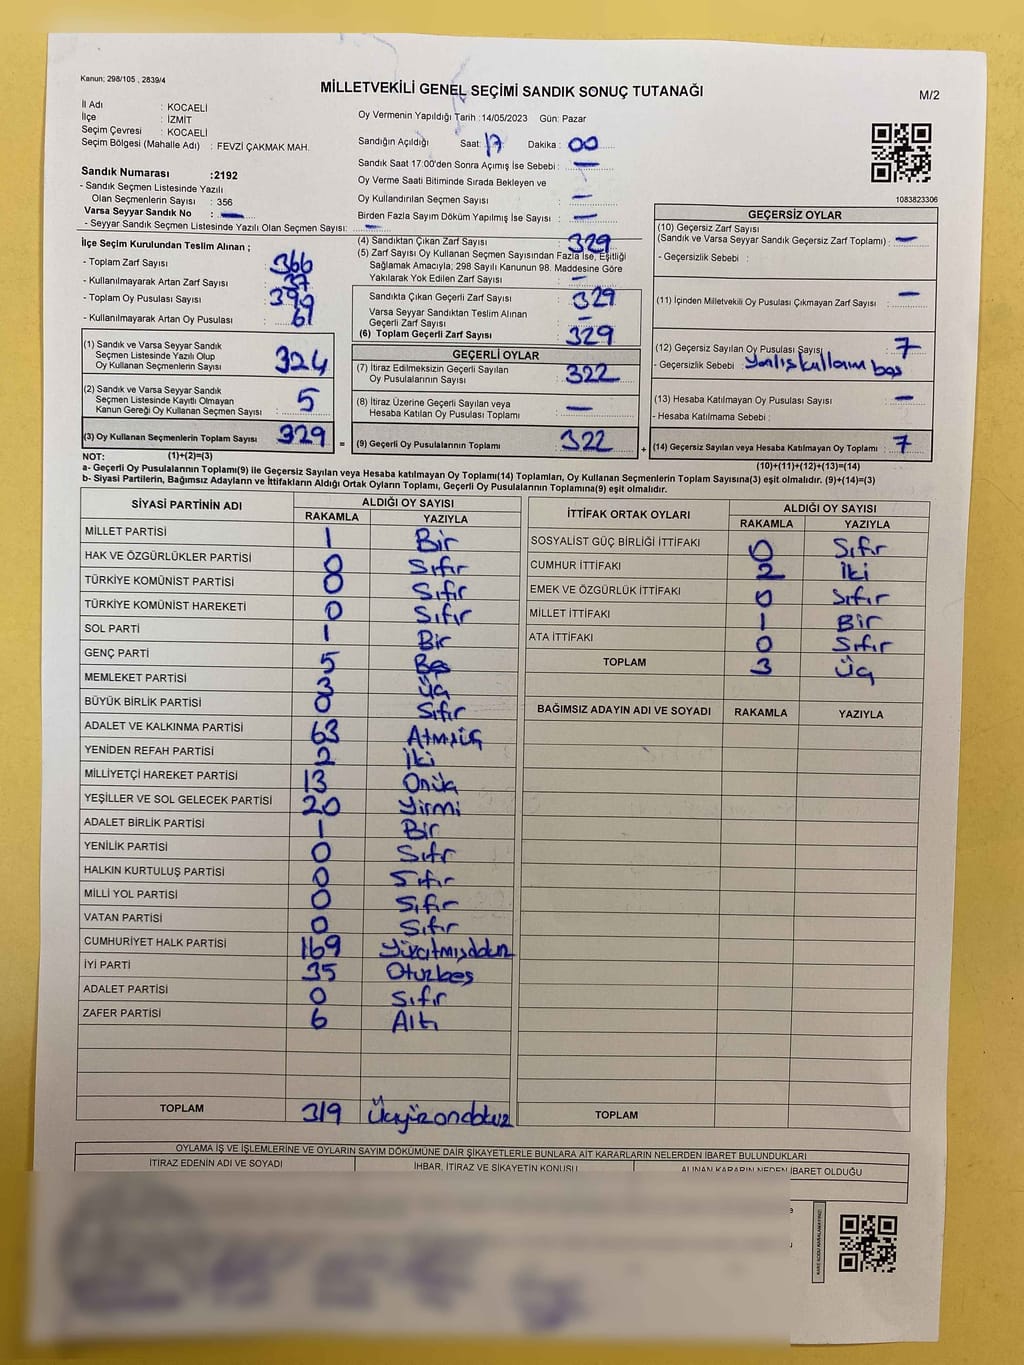 Kanun; 298/105 , 2839/4
MİLLETVEKİLİ GENEL SEÇİMİ SANDIK SONUÇ TUTANAĞI
M/2
İl Adı : KOCAELİ
İlçe : İZMİT
Seçim Çevresi : KOCAELİ
Seçim Bölgesi (Mahalle Adı) : FEVZİ ÇAKMAK MAH.
Sandık Numarası :2192
- Sandık Seçmen Listesinde Yazılı
Olan Seçmenlerin Sayısı : 356
Varsa Seyyar Sandık No : —
- Seyyar Sandık Seçmen Listesinde Yazılı Olan Seçmen Sayısı: —
Oy Vermenin Yapıldığı Tarih :14/05/2023 Gün: Pazar
Sandığın Açıldığı Saat: 17 Dakika : 00
Sandık Saat 17:00'den Sonra Açımış İse Sebebi : —
Oy Verme Saati Bitiminde Sırada Bekleyen ve
Oy Kullandırılan Seçmen Sayısı : —
Birden Fazla Sayım Döküm Yapılmış İse Sayısı : —
1083823306
İlçe Seçim Kurulundan Teslim Alınan ;
- Toplam Zarf Sayısı : 366
- Kullanılmayarak Artan Zarf Sayısı : 37
- Toplam Oy Pusulası Sayısı :
- Kullanılmayarak Artan Oy Pusulası : 61
(1) Sandık ve Varsa Seyyar Sandık
Seçmen Listesinde Yazılı Olup
Oy Kullanan Seçmenlerin Sayısı : 324
(2) Sandık ve Varsa Seyyar Sandık
Seçmen Listesinde Kayıtlı Olmayan
Kanun Gereği Oy Kullanan Seçmen Sayısı : 5
(3) Oy Kullanan Seçmenlerin Toplam Sayısı : 329
(4) Sandıktan Çıkan Zarf Sayısı : 329
(5) Zarf Sayısı Oy Kullanan Seçmen Sayısından Fazla İse, Eşitliği
Sağlamak Amacıyla; 298 Sayılı Kanunun 98. Maddesine Göre
Yakılarak Yok Edilen Zarf Sayısı : —
Sandıkta Çıkan Geçerli Zarf Sayısı : 329
Varsa Seyyar Sandıktan Teslim Alınan
Geçerli Zarf Sayısı : —
(6) Toplam Geçerli Zarf Sayısı : 329
GEÇERLİ OYLAR
(7) İtiraz Edilmeksizin Geçerli Sayılan
Oy Pusulalarının Sayısı : 322
(8) İtiraz Üzerine Geçerli Sayılan veya
Hesaba Katılan Oy Pusulası Toplamı : —
= (9) Geçerli Oy Pusulalarının Toplamı : 322
GEÇERSİZ OYLAR
(10) Geçersiz Zarf Sayısı
(Sandık ve Varsa Seyyar Sandık Geçersiz Zarf Toplamı) : —
- Geçersizlik Sebebi :
(11) İçinden Milletvekili Oy Pusulası Çıkmayan Zarf Sayısı : —
(12) Geçersiz Sayılan Oy Pusulası Sayısı : 7
- Geçersizlik Sebebi : Yanlış kullanım boş
(13) Hesaba Katılmayan Oy Pusulası Sayısı : —
- Hesaba Katılmama Sebebi :
+ (14) Geçersiz Sayılan veya Hesaba Katılmayan Oy Toplamı : 7
NOT: (1)+(2)=(3) (10)+(11)+(12)+(13)=(14)
a- Geçerli Oy Pusulalarının Toplamı(9) ile Geçersiz Sayılan veya Hesaba katılmayan Oy Toplamı(14) Toplamları, Oy Kullanan Seçmenlerin Toplam Sayısına(3) eşit olmalıdır. (9)+(14)=(3)
b- Siyasi Partilerin, Bağımsız Adayların ve İttifakların Aldığı Ortak Oyların Toplamı, Geçerli Oy Pusulalarının Toplamına(9) eşit olmalıdır.
SİYASİ PARTİNİN ADI ALDIĞI OY SAYISI
RAKAMLA YAZIYLA
MİLLET PARTİSİ 1 Bir
HAK VE ÖZGÜRLÜKLER PARTİSİ 0 Sıfır
TÜRKİYE KOMÜNİST PARTİSİ 0 Sıfır
TÜRKİYE KOMÜNİST HAREKETİ 0 Sıfır
SOL PARTİ 1 Bir
GENÇ PARTİ 5 Beş
MEMLEKET PARTİSİ 3 Üç
BÜYÜK BİRLİK PARTİSİ 0 Sıfır
ADALET VE KALKINMA PARTİSİ 63 Atmışüç
YENİDEN REFAH PARTİSİ 2 İki
MİLLİYETÇİ HAREKET PARTİSİ 13 Onüç
YEŞİLLER VE SOL GELECEK PARTİSİ 20 Yirmi
ADALET BİRLİK PARTİSİ 1 Bir
YENİLİK PARTİSİ 0 Sıfır
HALKIN KURTULUŞ PARTİSİ 0 Sıfır
MİLLİ YOL PARTİSİ 0 Sıfır
VATAN PARTİSİ 0 Sıfır
CUMHURİYET HALK PARTİSİ 169 Yüzatmışdokuz
İYİ PARTİ 35 Otuzbeş
ADALET PARTİSİ 0 Sıfır
ZAFER PARTİSİ 6 Altı
TOPLAM 319 Üçyüzondokuz
İTTİFAK ORTAK OYLARI ALDIĞI OY SAYISI
RAKAMLA YAZIYLA
SOSYALİST GÜÇ BİRLİĞİ İTTİFAKI 0 Sıfır
CUMHUR İTTİFAKI 2 İki
EMEK VE ÖZGÜRLÜK İTTİFAKI 0 Sıfır
MİLLET İTTİFAKI 1 Bir
ATA İTTİFAKI 0 Sıfır
TOPLAM 3 Üç
BAĞIMSIZ ADAYIN ADI VE SOYADI RAKAMLA YAZIYLA
TOPLAM
OYLAMA İŞ VE İŞLEMLERİNE VE OYLARIN SAYIM DÖKÜMÜNE DAİR ŞİKAYETLERLE BUNLARA AİT KARARLARIN NELERDEN İBARET BULUNDUKLARI
İTİRAZ EDENİN ADI VE SOYADI İHBAR, İTİRAZ VE ŞİKAYETİN KONUSU ALINAN KARARIN NEDEN İBARET OLDUĞU